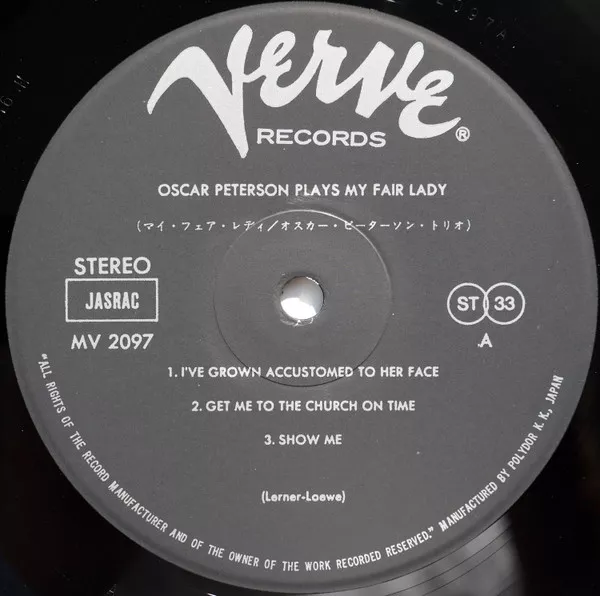 Verve
RECORDS ®
OSCAR PETERSON PLAYS MY FAIR LADY
(マイ・フェア・レディ/オスカー・ピーターソン・トリオ)
STEREO
JASRAC
MV 2097
ST 33
A
1. I'VE GROWN ACCUSTOMED TO HER FACE
2. GET ME TO THE CHURCH ON TIME
3. SHOW ME
(Lerner-Loewe)
"ALL RIGHTS OF THE RECORD MANUFACTURER AND OF THE OWNER OF THE WORK RECORDED RESERVED." MANUFACTURED BY POLYDOR K. K., JAPAN